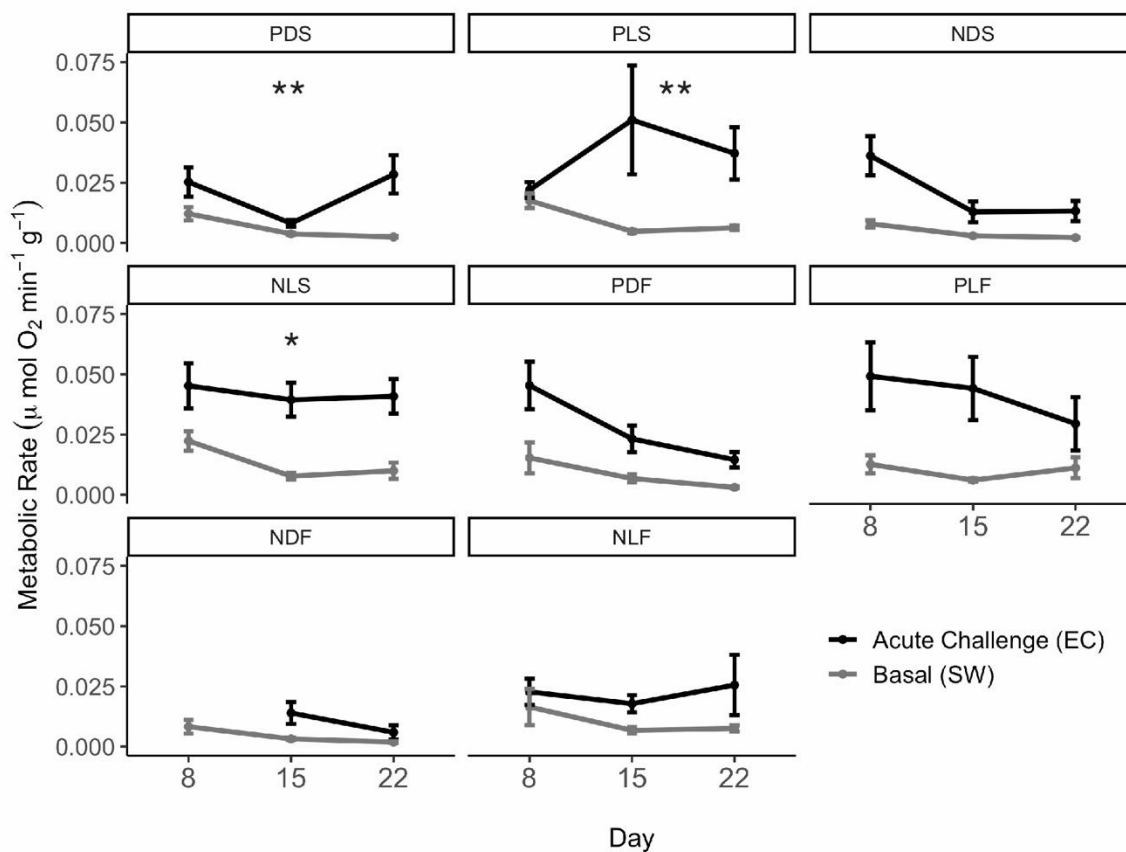 PDS PLS NDS
0.075
0.050
0.025
0.000
** **
NLS PDF PLF
0.075
0.050
0.025
0.000
*
8 15 22
NDF NLF
0.075
0.050
0.025
0.000
8 15 22 8 15 22
Metabolic Rate (μ mol O₂ min⁻¹ g⁻¹)
Day
Acute Challenge (EC)
Basal (SW)